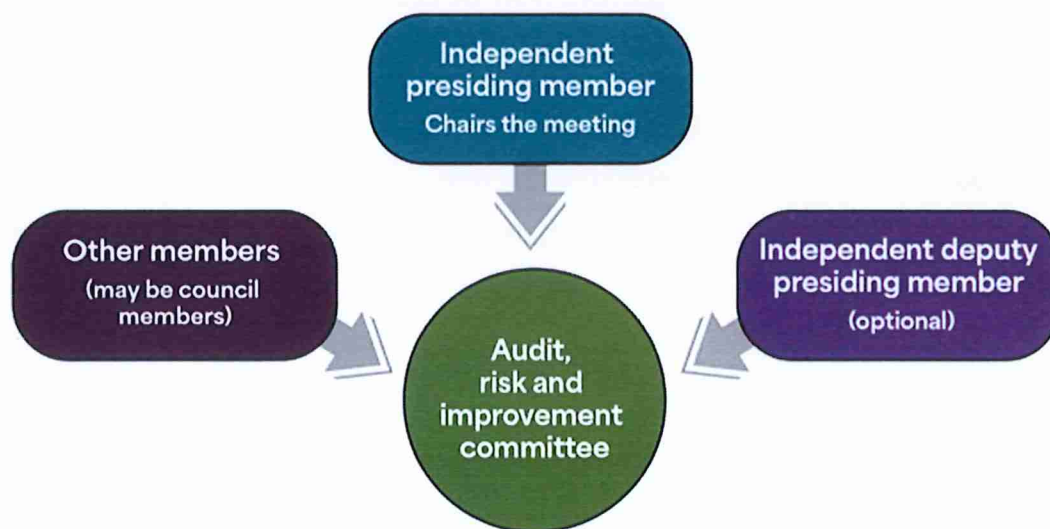 Independent
presiding member
Chairs the meeting
Other members
(may be council
members)
Independent deputy
presiding member
(optional)
Audit,
risk and
improvement
committee